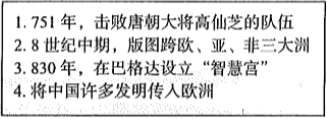 1. 751年，击败唐朝大将高仙芝的队伍
2. 8世纪中期，版图跨欧、亚、非三大洲
3. 830年，在巴格达设立“智慧宫”
4. 将中国许多发明传人欧洲